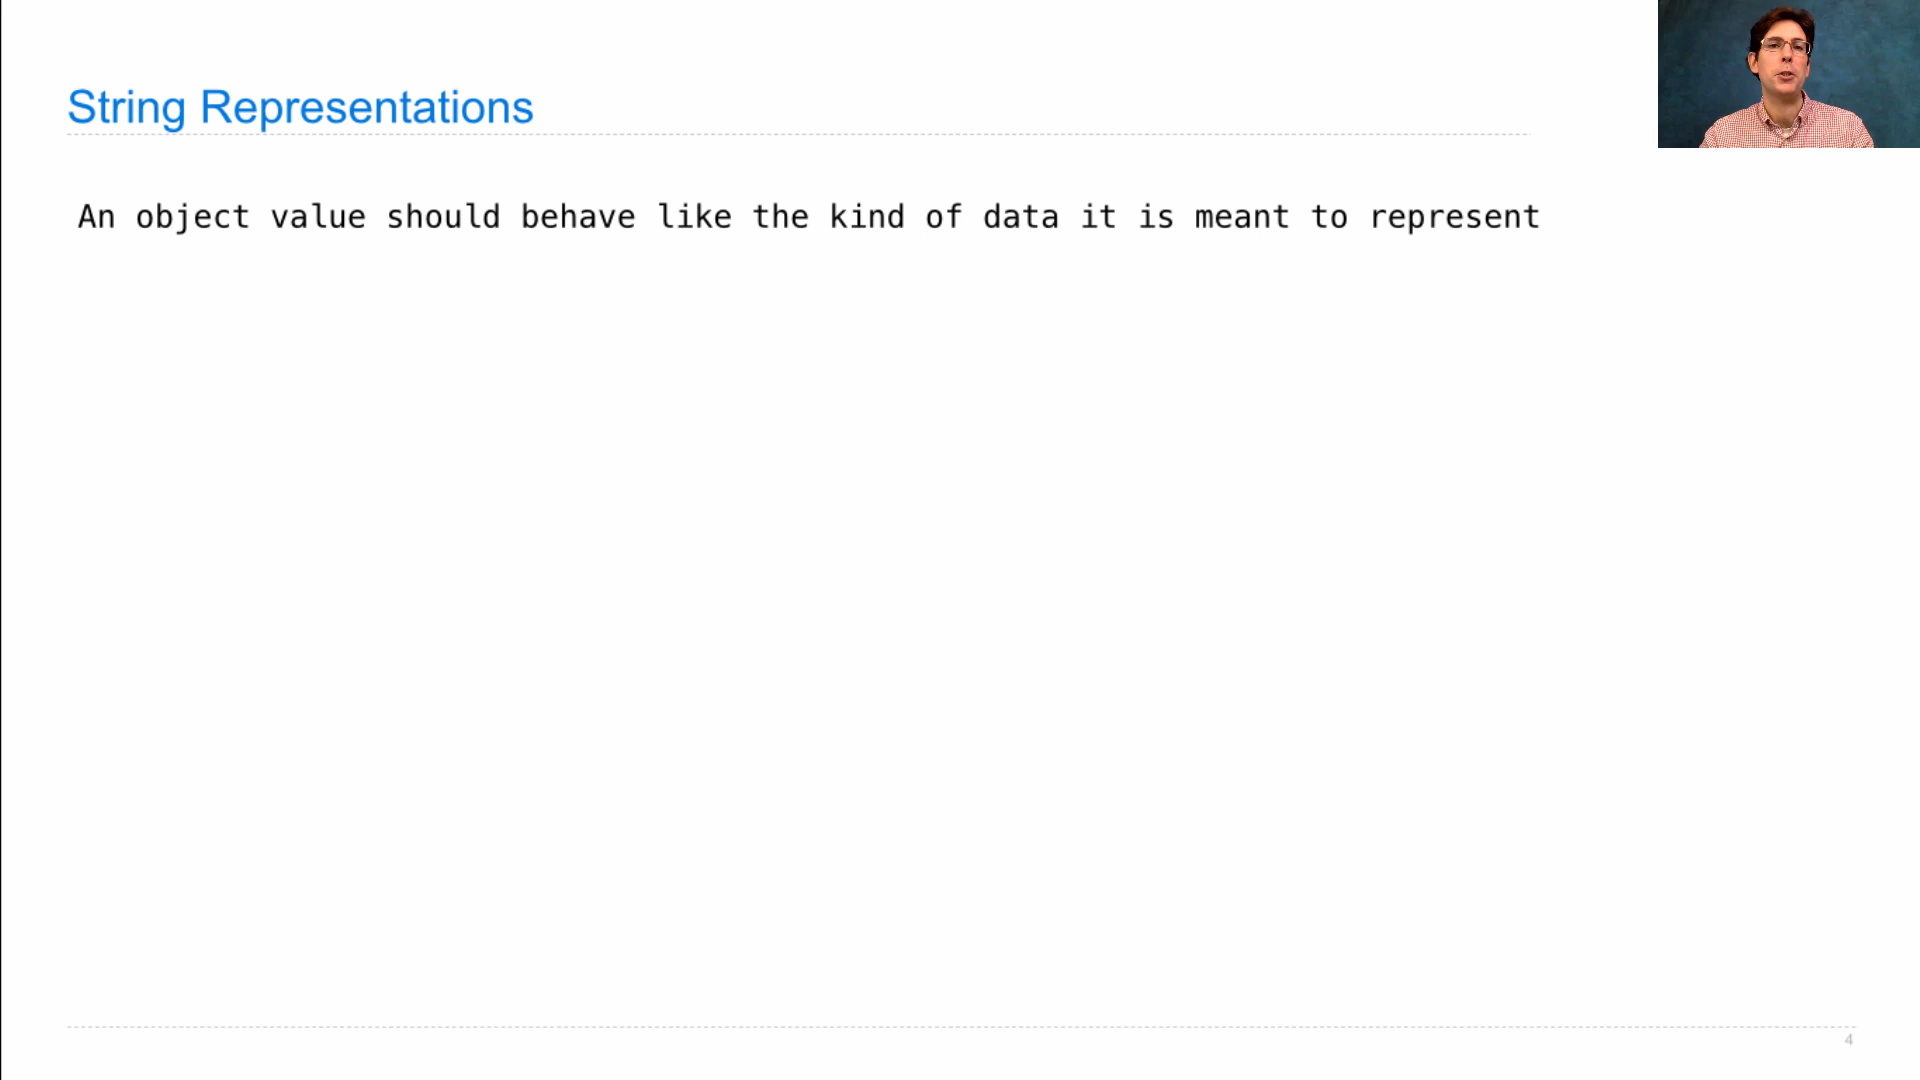 String Representations
An object value should behave like the kind of data it is meant to represent
4